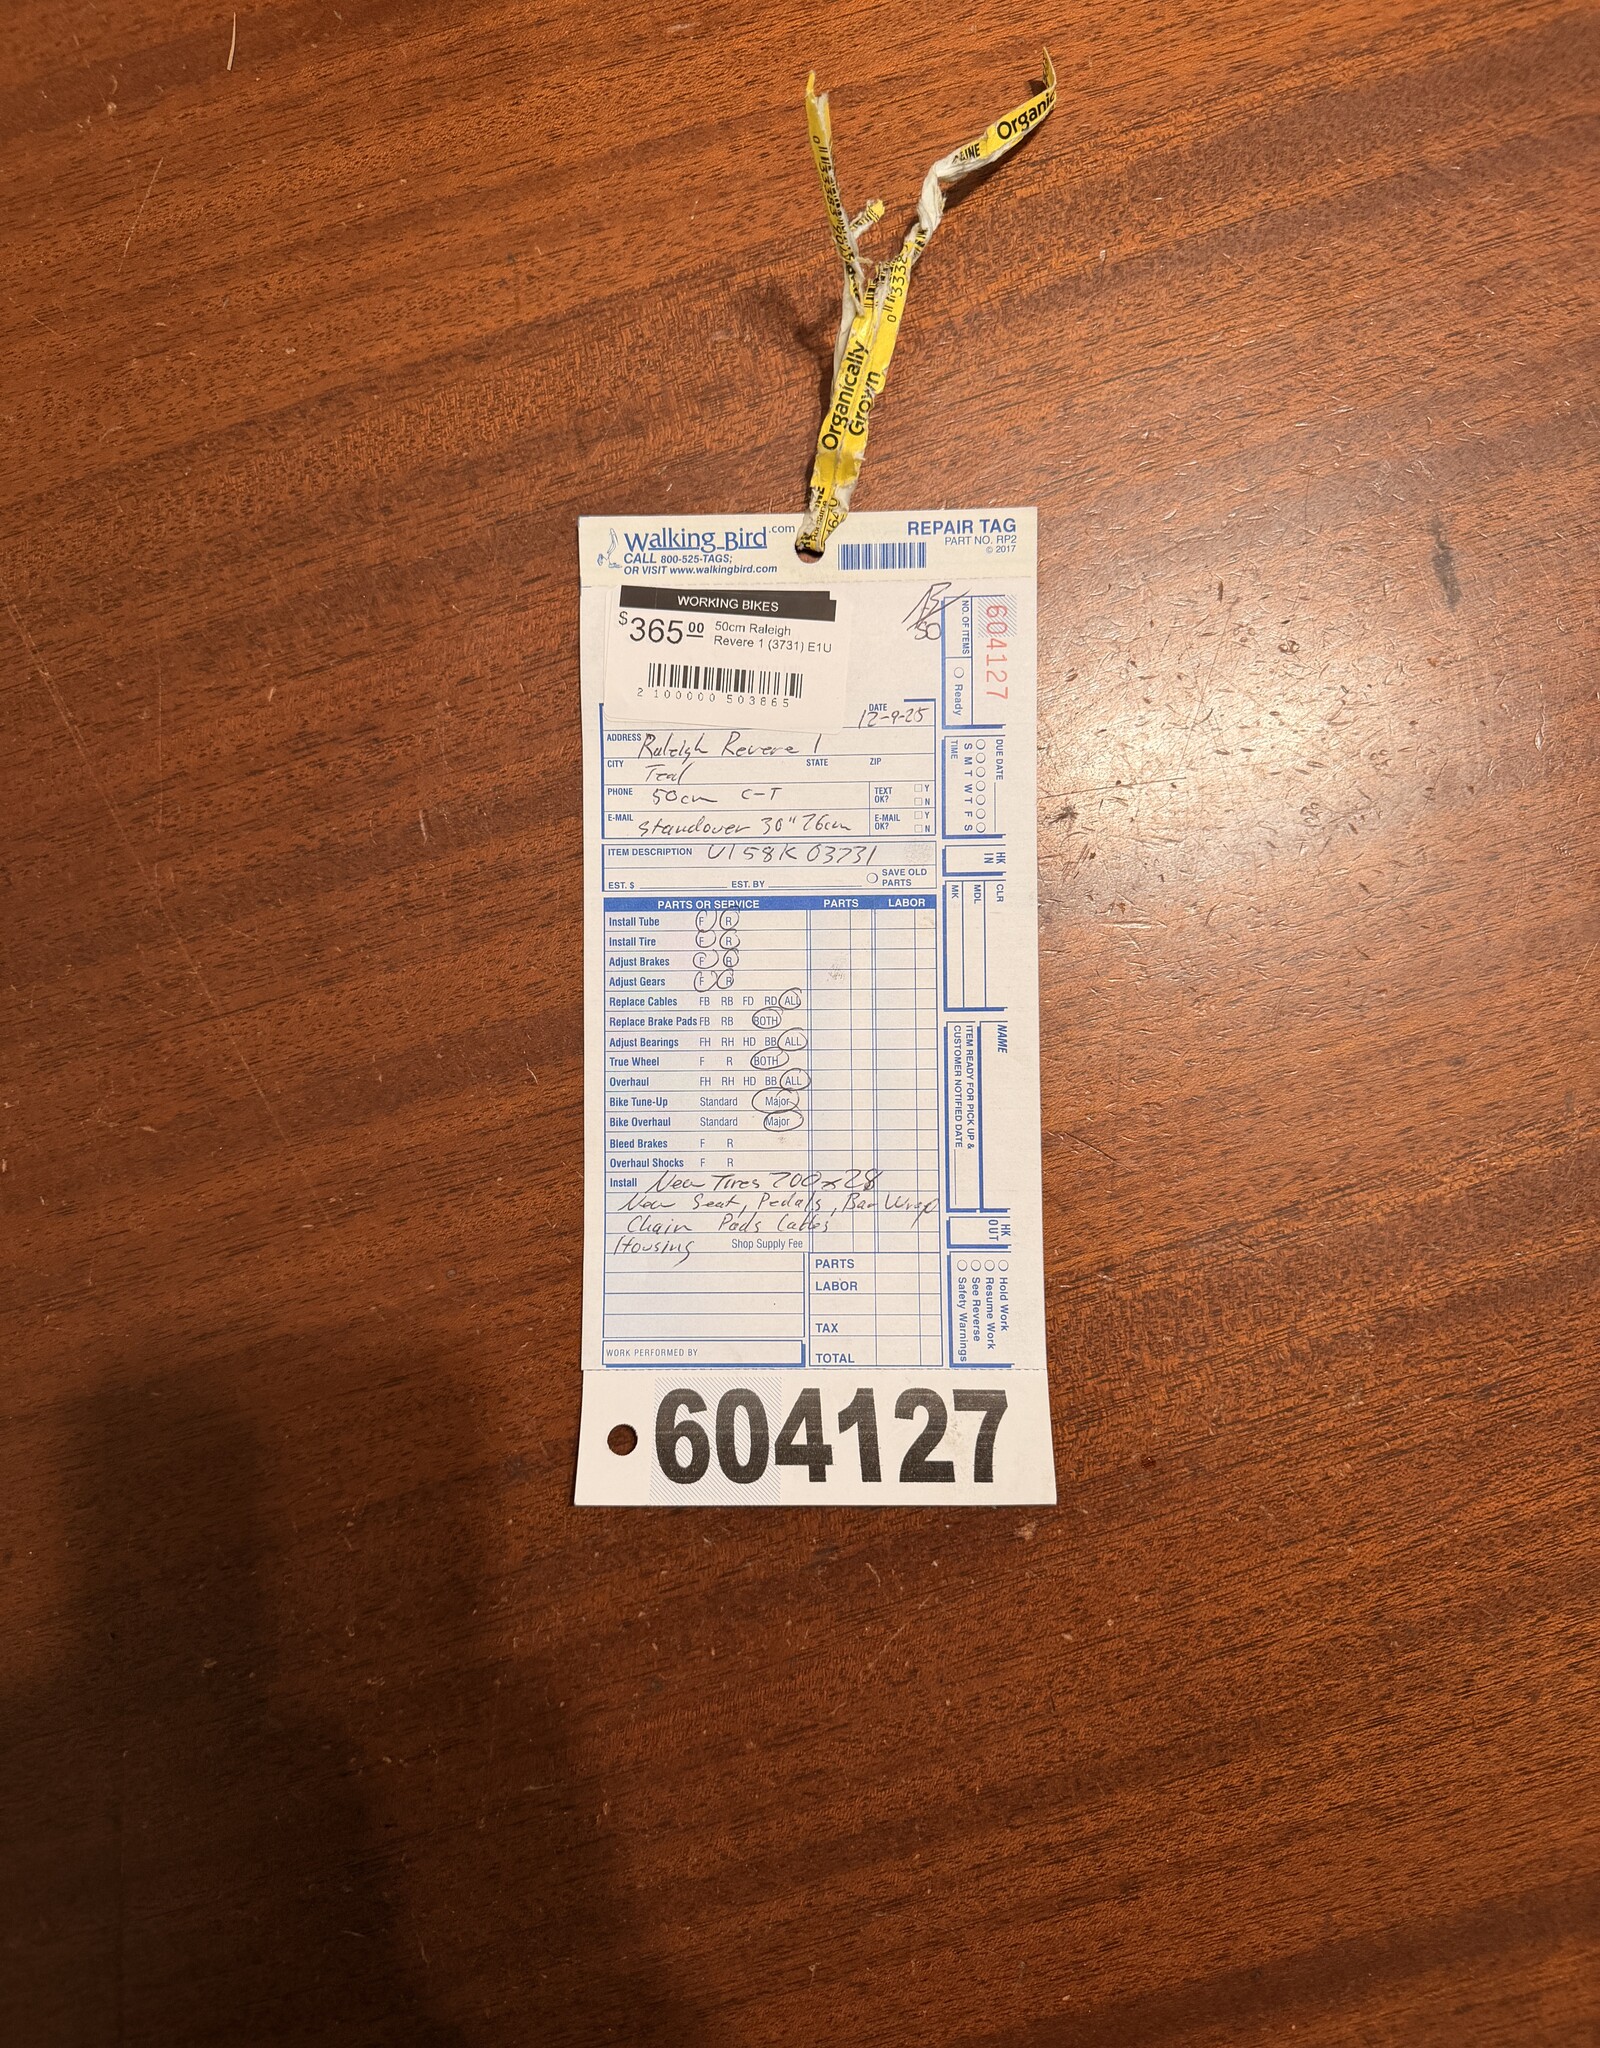 Organic
Organically
Grown
Walking Bird.com
CALL 800-525-TAGS;
OR VISIT www.walkingbird.com
REPAIR TAG
PART NO. RP2
© 2017
WORKING BIKES
$365.00
50cm Raleigh
Revere 1 (3731) E1U
2 100000 503865
50
DATE 12-9-25
ADDRESS Raleigh Revere 1
CITY Teal STATE ZIP
PHONE 50cm C-T TEXT OK? Y N
E-MAIL Standover 30" 76cm E-MAIL OK? Y N
ITEM DESCRIPTION U158K03731
EST. $ EST. BY SAVE OLD PARTS
PARTS OR SERVICE PARTS LABOR
Install Tube F R
Install Tire F R
Adjust Brakes F R
Adjust Gears F R
Replace Cables FB RB FD RD ALL
Replace Brake Pads FB RB BOTH
Adjust Bearings FH RH HD BB ALL
True Wheel F R BOTH
Overhaul FH RH HD BB ALL
Bike Tune-Up Standard Major
Bike Overhaul Standard Major
Bleed Brakes F R
Overhaul Shocks F R
Install New Tires 700x28
New Seat, Pedals, Bar Wrap
Chain Pads Cables
Housing Shop Supply Fee
PARTS
LABOR
TAX
TOTAL
WORK PERFORMED BY
604127
NO. OF ITEMS
Ready
DUE DATE
S M T W T F S
TIME
HK IN
CLR
MDL
MK
NAME
ITEM READY FOR PICK UP &
CUSTOMER NOTIFIED DATE
HK OUT
Hold Work
Resume Work
See Reverse
Safety Warnings
604127